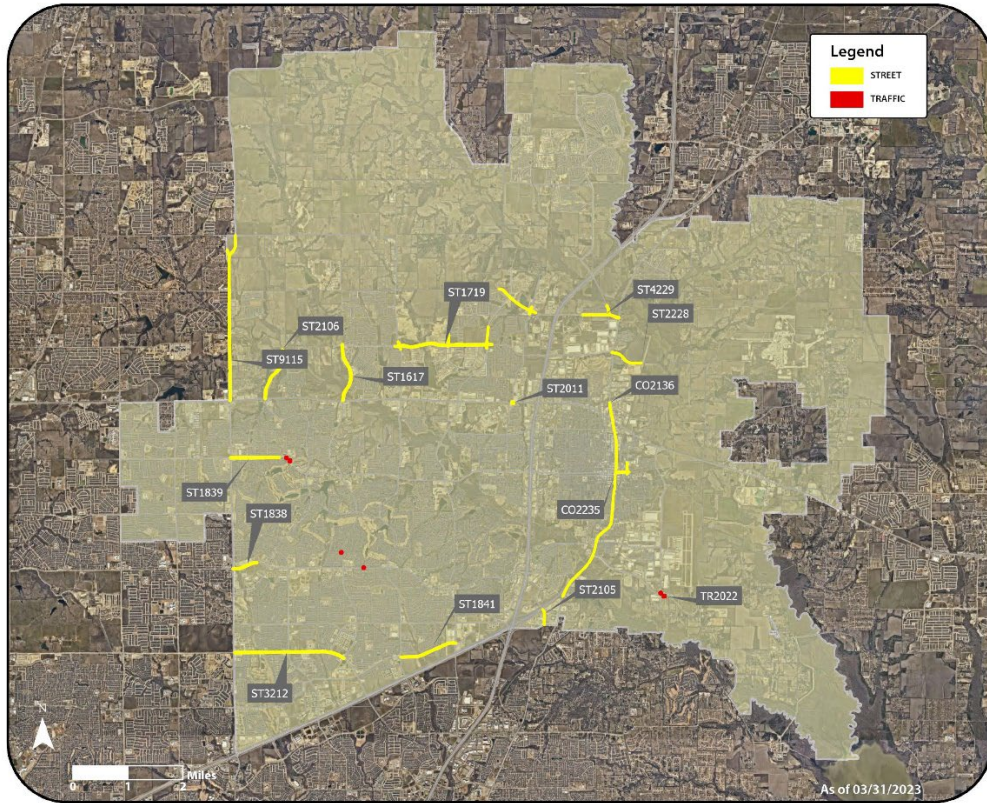 Legend
STREET
TRAFFIC
ST1719
ST4229
ST2228
ST2106
ST9115
ST1617
ST2011
CO2136
ST1839
CO2235
ST1838
ST2105
TR2022
ST1841
ST3212
N
Miles
0 1 2
As of 03/31/2023